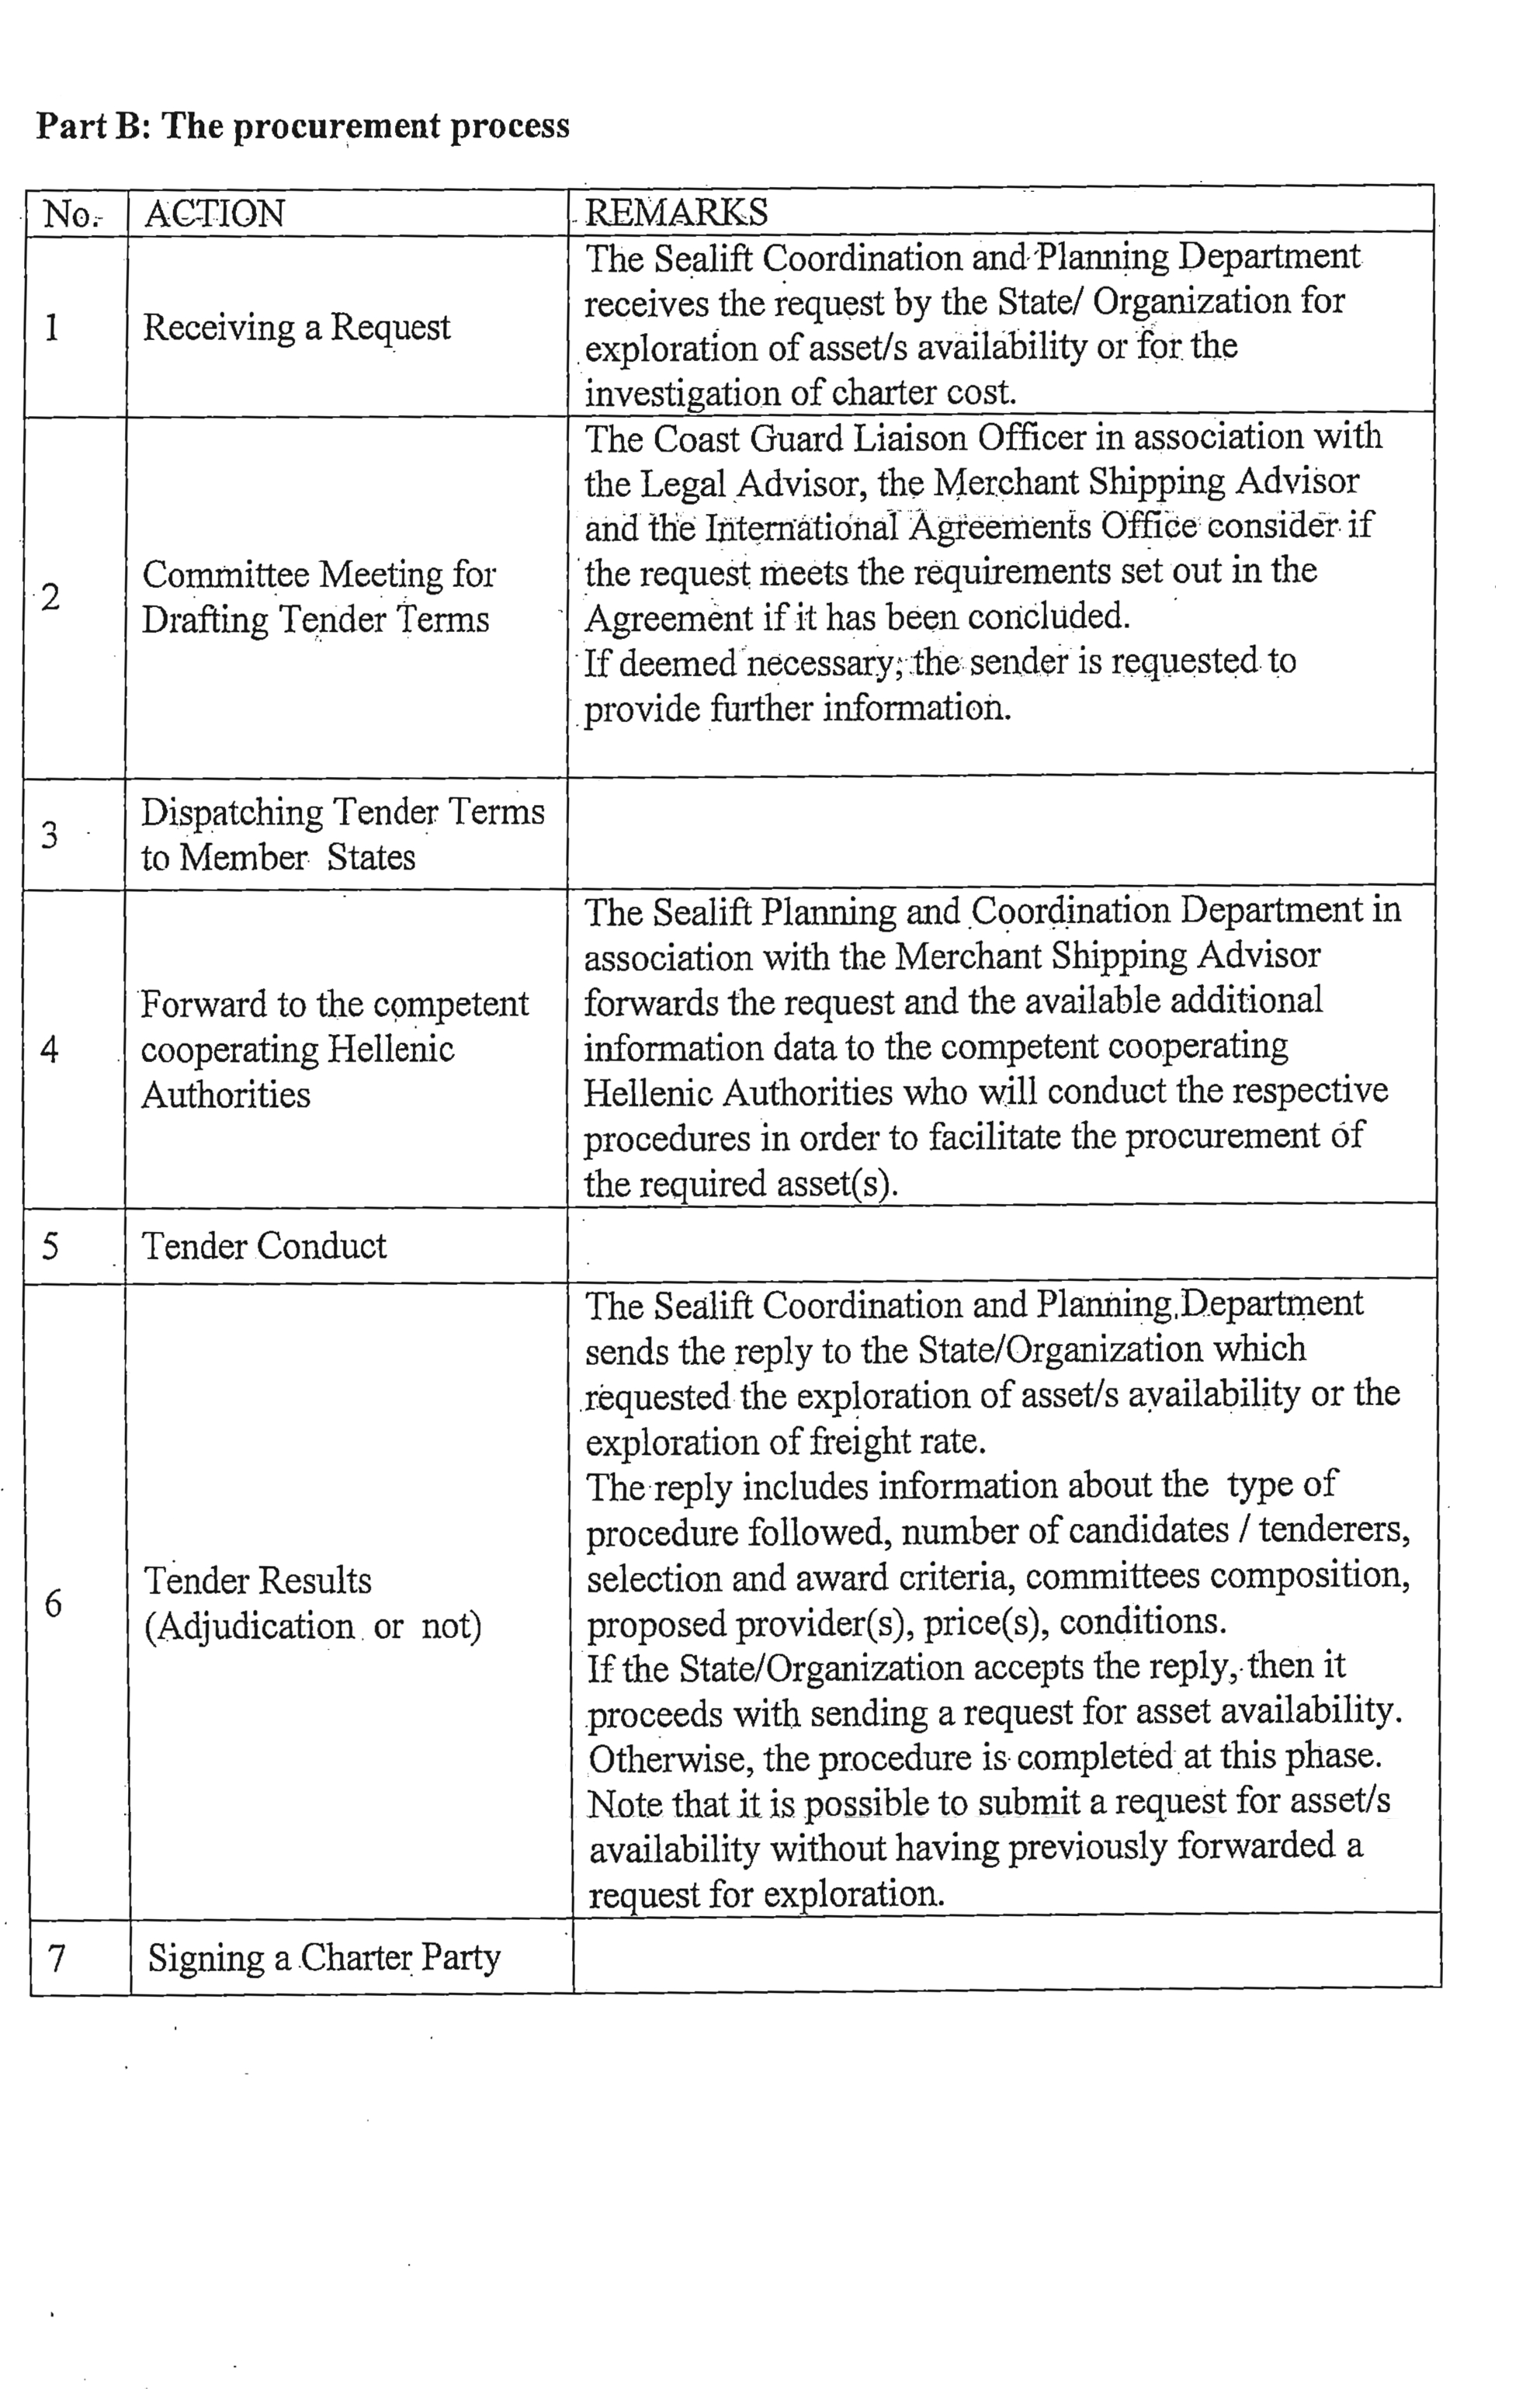 Part B: The procurement process
No.
ACTION
REMARKS
1
Receiving a Request
The Sealift Coordination and Planning Department
receives the request by the State/ Organization for
exploration of asset/s availability or for the
investigation of charter cost.
2
Committee Meeting for
Drafting Tender Terms
The Coast Guard Liaison Officer in association with
the Legal Advisor, the Merchant Shipping Advisor
and the International Agreements Office consider if
the request meets the requirements set out in the
Agreement if it has been concluded.
If deemed necessary, the sender is requested to
provide further information.
3
Dispatching Tender Terms
to Member States
4
Forward to the competent
cooperating Hellenic
Authorities
The Sealift Planning and Coordination Department in
association with the Merchant Shipping Advisor
forwards the request and the available additional
information data to the competent cooperating
Hellenic Authorities who will conduct the respective
procedures in order to facilitate the procurement of
the required asset(s).
5
Tender Conduct
6
Tender Results
(Adjudication or not)
The Sealift Coordination and Planning Department
sends the reply to the State/Organization which
requested the exploration of asset/s availability or the
exploration of freight rate.
The reply includes information about the type of
procedure followed, number of candidates / tenderers,
selection and award criteria, committees composition,
proposed provider(s), price(s), conditions.
If the State/Organization accepts the reply, then it
proceeds with sending a request for asset availability.
Otherwise, the procedure is completed at this phase.
Note that it is possible to submit a request for asset/s
availability without having previously forwarded a
request for exploration.
7
Signing a Charter Party